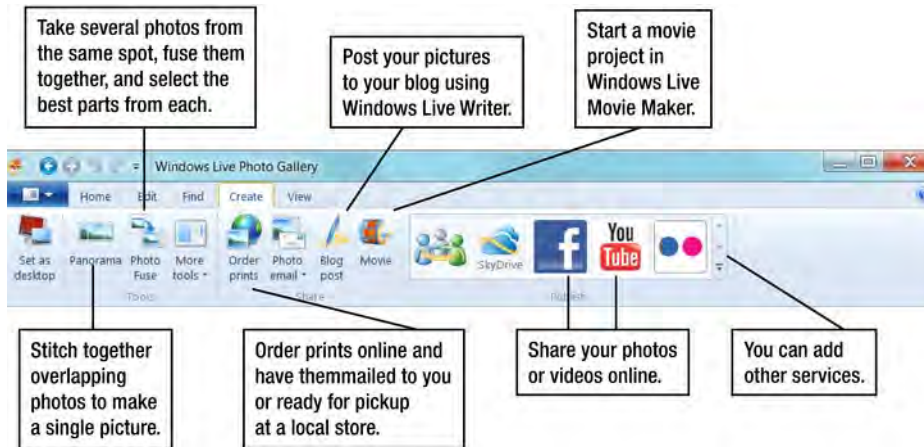 Take several photos from
the same spot, fuse them
together, and select the
best parts from each.
Post your pictures
to your blog using
Windows Live Writer.
Start a movie
project in
Windows Live
Movie Maker.
Windows Live Photo Gallery
Home Edit Find Create View
Set as
desktop
Panorama
Photo
Fuse
More
tools
Order
prints
Photo
email
Blog
post
Movie
SkyDrive
f
You
Tube
Tools
Share
Publish
Stitch together
overlapping
photos to make
a single picture.
Order prints online and
have themmailed to you
or ready for pickup
at a local store.
Share your photos
or videos online.
You can add
other services.